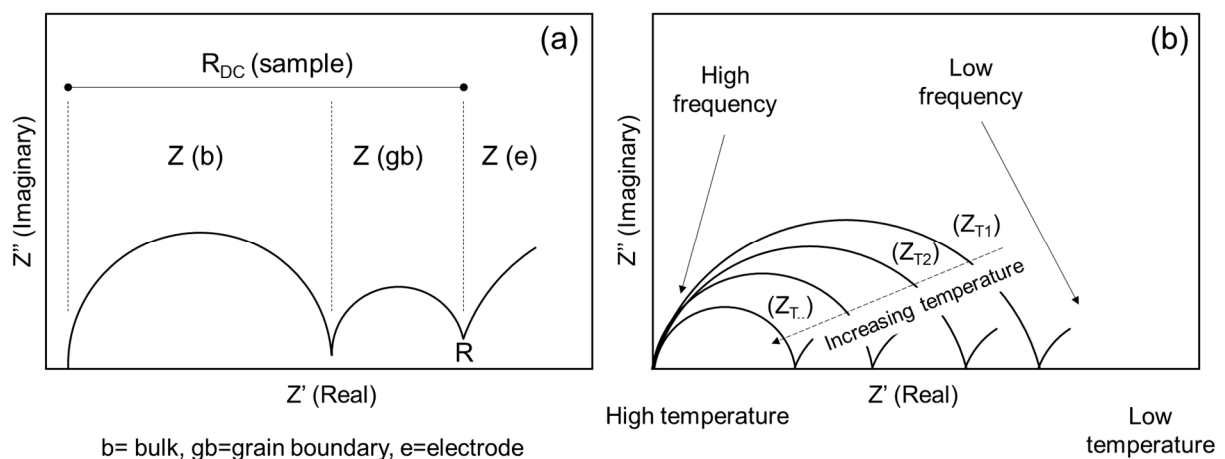 (a)
R_DC (sample)
Z (b)
Z (gb)
Z (e)
R
Z” (Imaginary)
Z’ (Real)
b= bulk, gb=grain boundary, e=electrode
(b)
High
frequency
Low
frequency
(Z_T1)
(Z_T2)
(Z_T..)
Increasing temperature
Z” (Imaginary)
Z’ (Real)
High temperature
Low
temperature